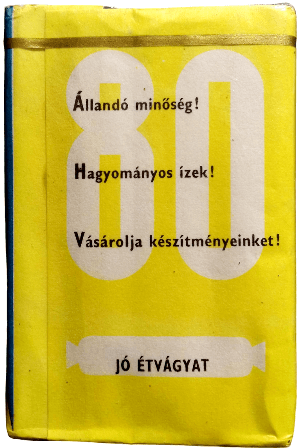 80
Állandó minőség!
Hagyományos ízek!
Vásárolja készítményeinket!
JÓ ÉTVÁGYAT